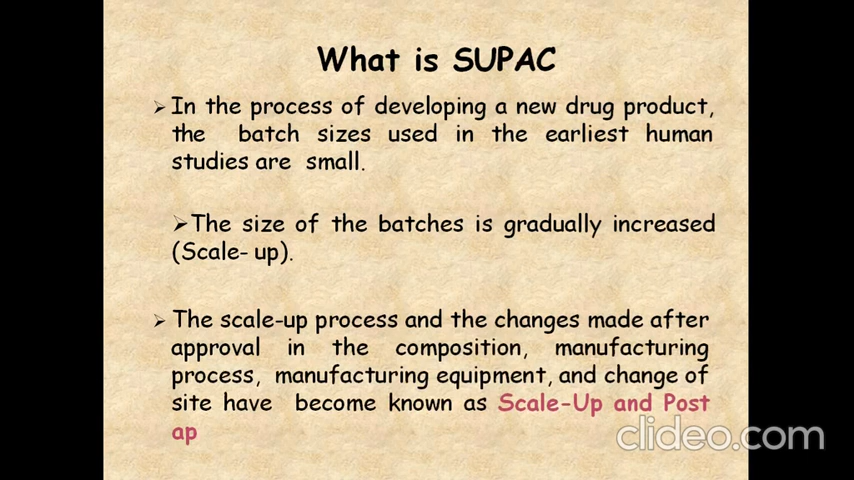 What is SUPAC
➢ In the process of developing a new drug product,
the batch sizes used in the earliest human
studies are small.
➢The size of the batches is gradually increased
(Scale- up).
➢ The scale-up process and the changes made after
approval in the composition, manufacturing
process, manufacturing equipment, and change of
site have become known as Scale-Up and Post
ap
clideo.com